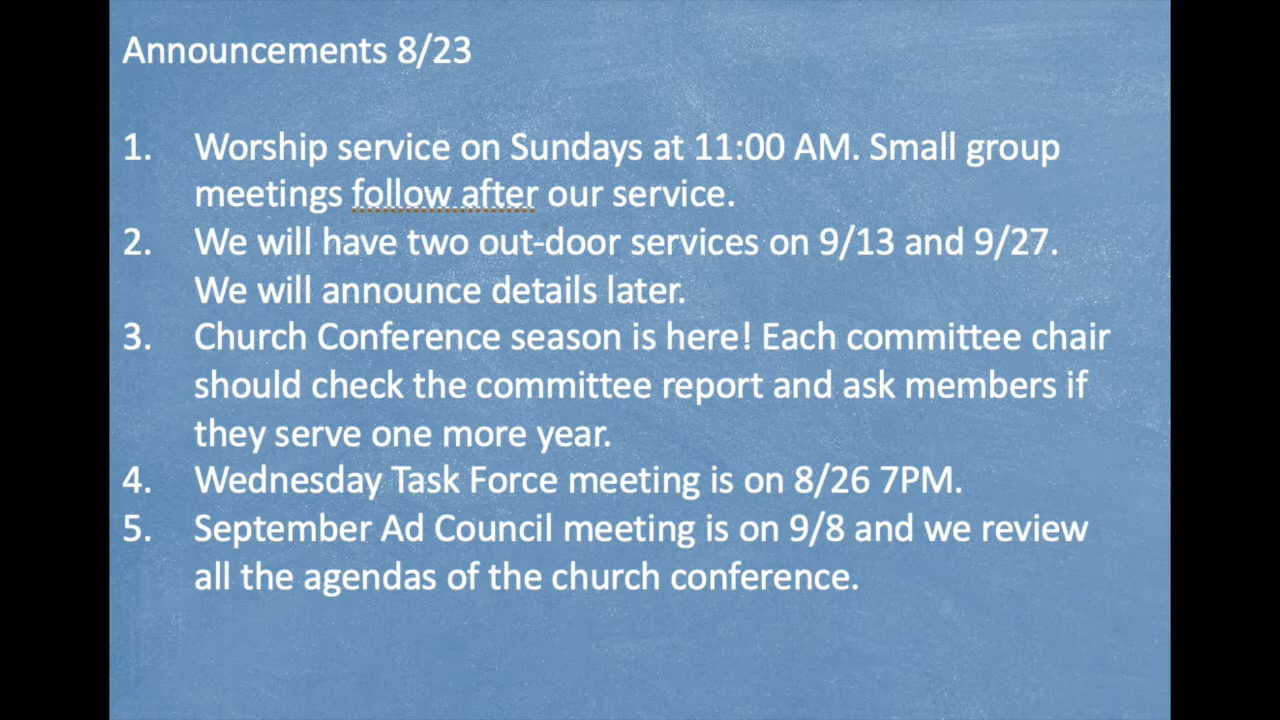 Announcements 8/23
1. Worship service on Sundays at 11:00 AM. Small group
meetings follow after our service.
2. We will have two out-door services on 9/13 and 9/27.
We will announce details later.
3. Church Conference season is here! Each committee chair
should check the committee report and ask members if
they serve one more year.
4. Wednesday Task Force meeting is on 8/26 7PM.
5. September Ad Council meeting is on 9/8 and we review
all the agendas of the church conference.